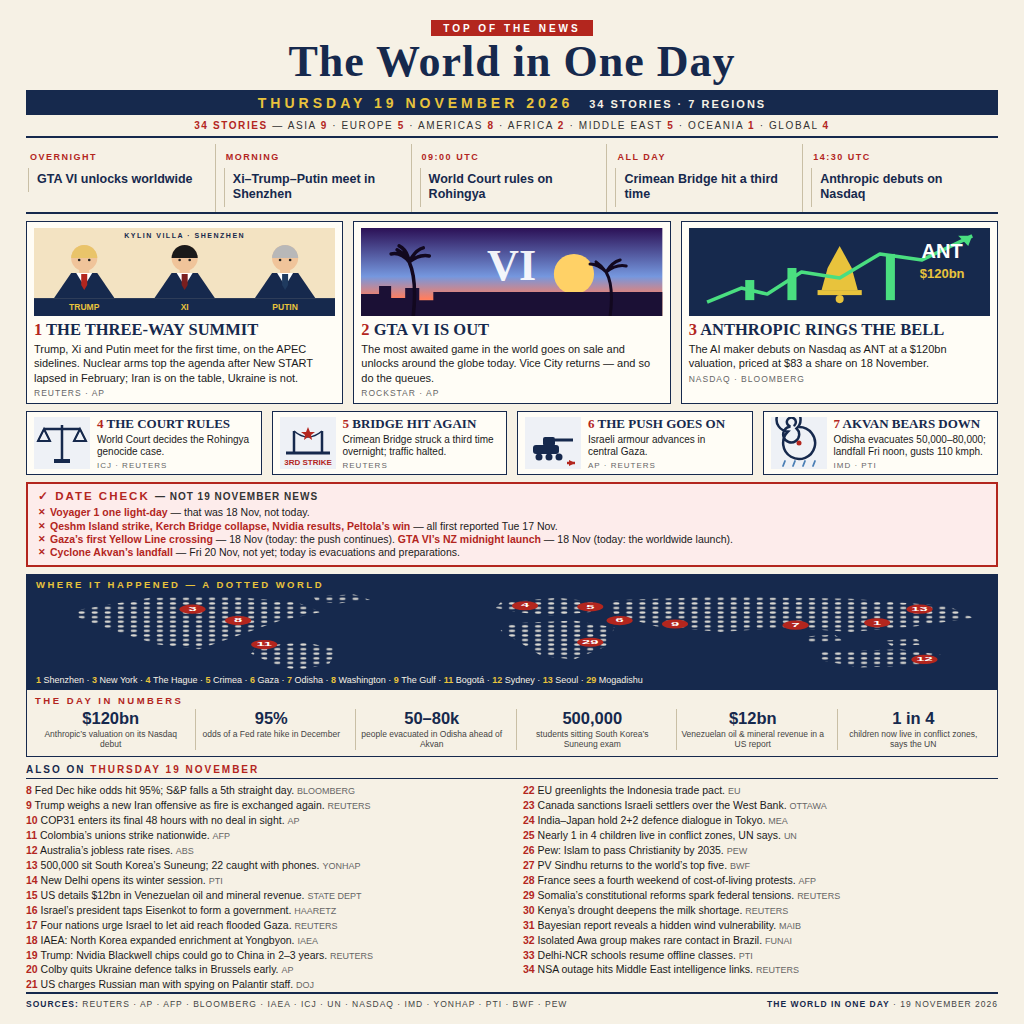 TOP OF THE NEWS
The World in One Day
THURSDAY 19 NOVEMBER 2026 34 STORIES · 7 REGIONS
34 STORIES — ASIA 9 · EUROPE 5 · AMERICAS 8 · AFRICA 2 · MIDDLE EAST 5 · OCEANIA 1 · GLOBAL 4
OVERNIGHT
GTA VI unlocks worldwide
MORNING
Xi–Trump–Putin meet in
Shenzhen
09:00 UTC
World Court rules on
Rohingya
ALL DAY
Crimean Bridge hit a third
time
14:30 UTC
Anthropic debuts on
Nasdaq
KYLIN VILLA · SHENZHEN
TRUMP XI PUTIN
1 THE THREE-WAY SUMMIT
Trump, Xi and Putin meet for the first time, on the APEC
sidelines. Nuclear arms top the agenda after New START
lapsed in February; Iran is on the table, Ukraine is not.
REUTERS · AP
VI
2 GTA VI IS OUT
The most awaited game in the world goes on sale and
unlocks around the globe today. Vice City returns — and so
do the queues.
ROCKSTAR · AP
ANT
$120bn
3 ANTHROPIC RINGS THE BELL
The AI maker debuts on Nasdaq as ANT at a $120bn
valuation, priced at $83 a share on 18 November.
NASDAQ · BLOOMBERG
4 THE COURT RULES
World Court decides the Rohingya
genocide case.
ICJ · REUTERS
3RD STRIKE
5 BRIDGE HIT AGAIN
Crimean Bridge struck a third time
overnight; traffic halted.
REUTERS
6 THE PUSH GOES ON
Israeli armour advances in
central Gaza.
AP · REUTERS
7 AKVAN BEARS DOWN
Odisha evacuates 50,000–80,000;
landfall Fri noon, gusts 110 kmph.
IMD · PTI
✓ DATE CHECK — NOT 19 NOVEMBER NEWS
✕ Voyager 1 one light-day — that was 18 Nov, not today.
✕ Qeshm Island strike, Kerch Bridge collapse, Nvidia results, Peltola's win — all first reported Tue 17 Nov.
✕ Gaza's first Yellow Line crossing — 18 Nov (today: the push continues). GTA VI's NZ midnight launch — 18 Nov (today: the worldwide launch).
✕ Cyclone Akvan's landfall — Fri 20 Nov, not yet; today is evacuations and preparations.
WHERE IT HAPPENED — A DOTTED WORLD
3 8 11 4 5 6 29 9 7 1 13 12
1 Shenzhen · 3 New York · 4 The Hague · 5 Crimea · 6 Gaza · 7 Odisha · 8 Washington · 9 The Gulf · 11 Bogotá · 12 Sydney · 13 Seoul · 29 Mogadishu
THE DAY IN NUMBERS
$120bn
Anthropic's valuation on its Nasdaq
debut
95%
odds of a Fed rate hike in December
50–80k
people evacuated in Odisha ahead of
Akvan
500,000
students sitting South Korea's
Suneung exam
$12bn
Venezuelan oil & mineral revenue in a
US report
1 in 4
children now live in conflict zones,
says the UN
ALSO ON THURSDAY 19 NOVEMBER
8 Fed Dec hike odds hit 95%; S&P falls a 5th straight day. BLOOMBERG
9 Trump weighs a new Iran offensive as fire is exchanged again. REUTERS
10 COP31 enters its final 48 hours with no deal in sight. AP
11 Colombia's unions strike nationwide. AFP
12 Australia's jobless rate rises. ABS
13 500,000 sit South Korea's Suneung; 22 caught with phones. YONHAP
14 New Delhi opens its winter session. PTI
15 US details $12bn in Venezuelan oil and mineral revenue. STATE DEPT
16 Israel's president taps Eisenkot to form a government. HAARETZ
17 Four nations urge Israel to let aid reach flooded Gaza. REUTERS
18 IAEA: North Korea expanded enrichment at Yongbyon. IAEA
19 Trump: Nvidia Blackwell chips could go to China in 2–3 years. REUTERS
20 Colby quits Ukraine defence talks in Brussels early. AP
21 US charges Russian man with spying on Palantir staff. DOJ
22 EU greenlights the Indonesia trade pact. EU
23 Canada sanctions Israeli settlers over the West Bank. OTTAWA
24 India–Japan hold 2+2 defence dialogue in Tokyo. MEA
25 Nearly 1 in 4 children live in conflict zones, UN says. UN
26 Pew: Islam to pass Christianity by 2035. PEW
27 PV Sindhu returns to the world's top five. BWF
28 France sees a fourth weekend of cost-of-living protests. AFP
29 Somalia's constitutional reforms spark federal tensions. REUTERS
30 Kenya's drought deepens the milk shortage. REUTERS
31 Bayesian report reveals a hidden wind vulnerability. MAIB
32 Isolated Awa group makes rare contact in Brazil. FUNAI
33 Delhi-NCR schools resume offline classes. PTI
34 NSA outage hits Middle East intelligence links. REUTERS
SOURCES: REUTERS · AP · AFP · BLOOMBERG · IAEA · ICJ · UN · NASDAQ · IMD · YONHAP · PTI · BWF · PEW
THE WORLD IN ONE DAY · 19 NOVEMBER 2026